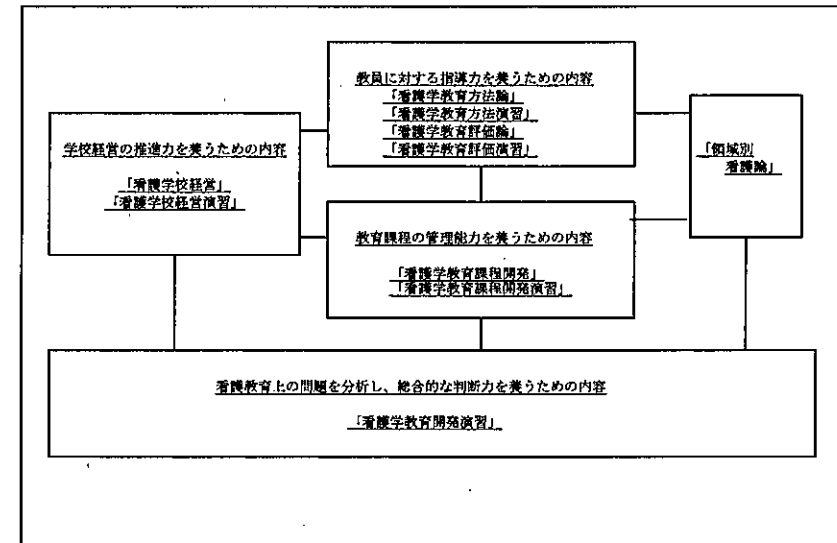 教員に対する指導力を養うための内容
「看護学教育方法論」
「看護学教育方法演習」
「看護学教育評価論」
「看護学教育評価演習」
学校経営の推進力を養うための内容
「看護学校経営」
「看護学校経営演習」
「領域別
看護論」
教育課程の管理能力を養うための内容
「看護学教育課程開発」
「看護学教育課程開発演習」
看護教育上の問題を分析し、総合的な判断力を養うための内容
「看護学教育開発演習」